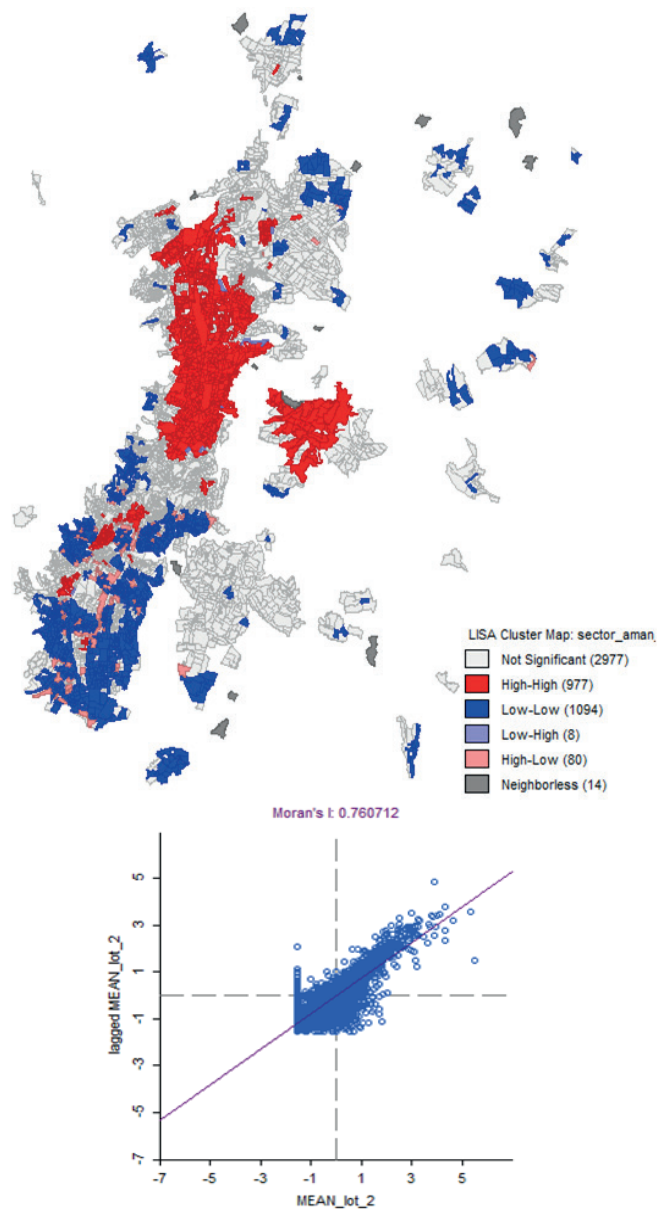 LISA Cluster Map: sector_aman_
Not Significant (2977)
High-High (977)
Low-Low (1094)
Low-High (8)
High-Low (80)
Neighborless (14)
Moran's I: 0.760712
lagged MEAN_lot_2
5
3
1
-1
-3
-5
-7
-7
-5
-3
-1
1
3
5
MEAN_lot_2